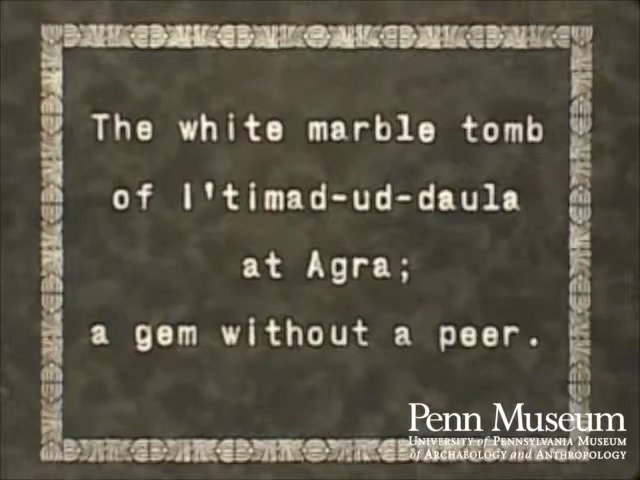 The white marble tomb
of I'timad-ud-daula
at Agra;
a gem without a peer.
Penn Museum
University of Pennsylvania Museum
of Archaeology and Anthropology